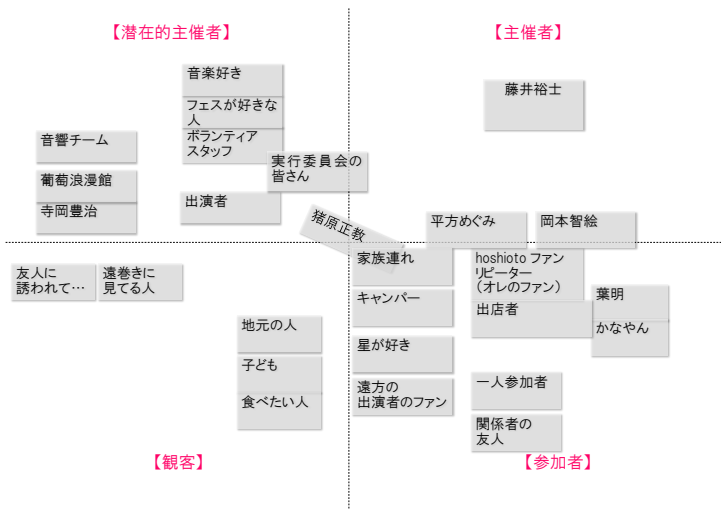 【潜在的主催者】
音楽好き
フェスが好きな
人
ボランティア
スタッフ
音響チーム
実行委員会の
皆さん
葡萄浪漫館
寺岡豊治
出演者
猪原正教
【主催者】
藤井裕士
平方めぐみ
岡本智絵
友人に
誘われて…
遠巻きに
見てる人
地元の人
子ども
食べたい人
【観客】
家族連れ
キャンパー
星が好き
遠方の
出演者のファン
hoshioto ファン
リピーター
（オレのファン）
出店者
葉明
かなやん
一人参加者
関係者の
友人
【参加者】